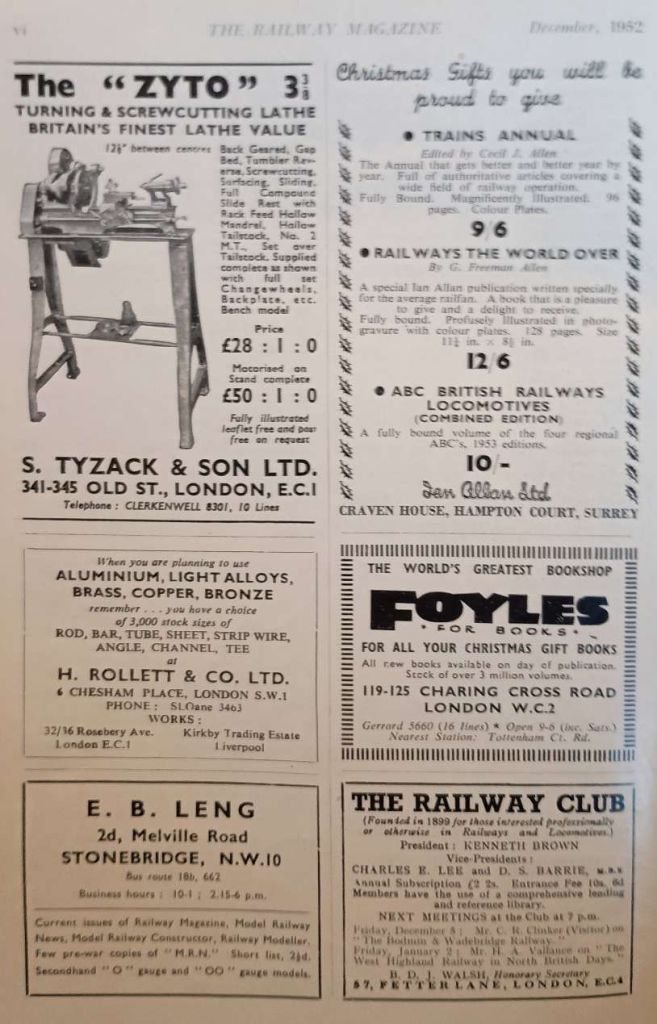 vi
THE RAILWAY MAGAZINE
December, 1952
The "ZYTO" 3 3/8
TURNING & SCREWCUTTING LATHE
BRITAIN'S FINEST LATHE VALUE
12¼" between centres
Back Geared, Gap
Bed, Tumbler Rev-
erse, Screwcutting,
Surfacing, Sliding,
Full Compound
Slide Rest with
Rack Feed Hollow
Mandrel, Hollow
Tailstock, No. 2
M.T., Set over
Tailstock. Supplied
complete as shown
with full set
Changewheels,
Backplate, etc.
Bench model
Price
£28 : 1 : 0
Motorised on
Stand complete
£50 : 1 : 0
Fully illustrated
leaflet free and post
free on request
S. TYZACK & SON LTD.
341-345 OLD ST., LONDON, E.C.1
Telephone : CLERKENWELL 8301, 10 Lines
Christmas Gifts you will be
proud to give
• TRAINS ANNUAL
Edited by Cecil J. Allen
The Annual that gets better and better year by
year. Full of authoritative articles covering a
wide field of railway operation.
Fully Bound. Magnificently Illustrated. 96
pages. Colour Plates.
9/6
• RAILWAYS THE WORLD OVER
By G. Freeman Allen
A special Ian Allan publication written specially
for the average railfan. A book that is a pleasure
to give and a delight to receive.
Fully bound. Profusely Illustrated in photo-
gravure with colour plates. 128 pages. Size
11¼ in. × 8½ in.
12/6
• ABC BRITISH RAILWAYS
LOCOMOTIVES
(COMBINED EDITION)
A fully bound volume of the four regional
ABC's, 1953 editions.
10/-
Ian Allan Ltd
CRAVEN HOUSE, HAMPTON COURT, SURREY
When you are planning to use
ALUMINIUM, LIGHT ALLOYS,
BRASS, COPPER, BRONZE
remember . . . you have a choice
of 3,000 stock sizes of
ROD, BAR, TUBE, SHEET, STRIP WIRE,
ANGLE, CHANNEL, TEE
at
H. ROLLETT & CO. LTD.
6 CHESHAM PLACE, LONDON S.W.1
PHONE : SLOane 3463
WORKS :
32/36 Rosebery Ave. Kirkby Trading Estate
London E.C.1 Liverpool
THE WORLD'S GREATEST BOOKSHOP
FOYLES
• FOR BOOKS •
FOR ALL YOUR CHRISTMAS GIFT BOOKS
All new books available on day of publication.
Stock of over 3 million volumes.
119-125 CHARING CROSS ROAD
LONDON W.C.2
Gerrard 5660 (16 lines) ★ Open 9-6 (inc. Sats.)
Nearest Station: Tottenham Ct. Rd.
E. B. LENG
2d, Melville Road
STONEBRIDGE, N.W.10
Bus route 18b, 662
Business hours : 10-1 ; 2.15-6 p.m.
Current issues of Railway Magazine, Model Railway
News, Model Railway Constructor, Railway Modeller.
Few pre-war copies of "M.R.N." Short list, 2½d.
Secondhand "O" gauge and "OO" gauge models.
THE RAILWAY CLUB
(Founded in 1899 for those interested professionally
or otherwise in Railways and Locomotives.)
President : KENNETH BROWN
Vice-Presidents :
CHARLES E. LEE and D. S. BARRIE, M.B.E
Annual Subscription £2 2s. Entrance Fee 10s. 6d
Members have the use of a comprehensive lending
and reference library.
NEXT MEETINGS at the Club at 7 p.m.
Friday, December 5 ; Mr. C. R. Clinker (Visitor) on
"The Bodmin & Wadebridge Railway."
Friday, January 2 ; Mr. H. A. Vallance on "The
West Highland Railway in North British Days."
B. D. J. WALSH, Honorary Secretary
57, FETTER LANE, LONDON, E.C.4